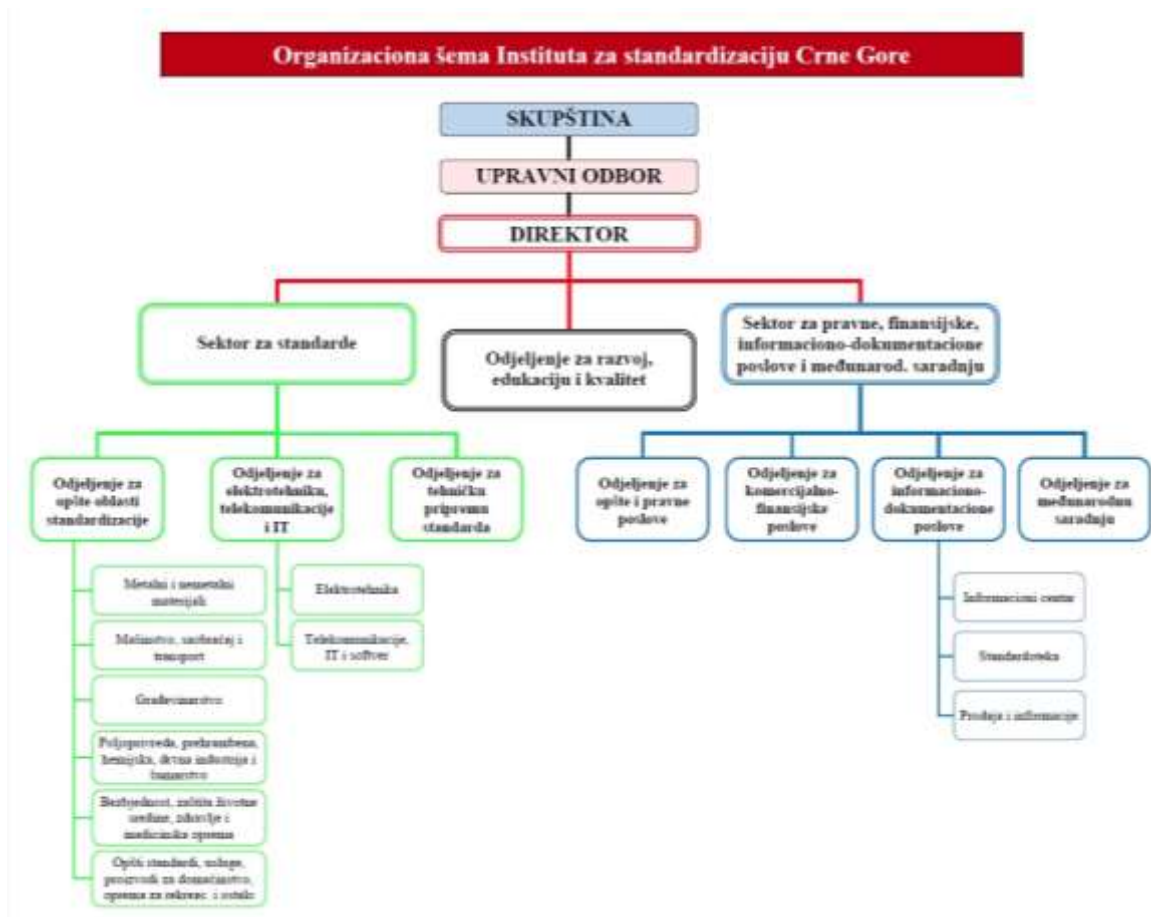 Organizaciona šema Instituta za standardizaciju Crne Gore
SKUPŠTINA
UPRAVNI ODBOR
DIREKTOR
Sektor za standarde
Odjeljenje za razvoj,
edukaciju i kvalitet
Sektor za pravne, finansijske,
informaciono-dokumentacione
poslove i međunarod. saradnju
Odjeljenje za
opšte oblasti
standardizacije
Odjeljenje za
elektrotehniku,
telekomunikacije
i IT
Odjeljenje za
tehničku
pripremu
standarda
Odjeljenje za
opšte i pravne
poslove
Odjeljenje za
komercijalno-
finansijske
poslove
Odjeljenje za
informaciono-
dokumentacione
poslove
Odjeljenje za
međunarodnu
saradnju
Metalni i nemetalni
materijali
Mašinstvo, saobraćaj i
transport
Građevinarstvo
Poljoprivreda, prehrambena,
hemijska, drvna industrija i
šumarstvo
Bezbjednost, zaštita životne
sredine, zdravlje i
medicinska oprema
Opšti standardi, usluge,
proizvodi za domaćinstvo,
oprema za rekreac. i ostalo
Elektrotehnika
Telekomunikacije,
IT i softver
Informacioni centar
Standardoteka
Prodaja i informacije